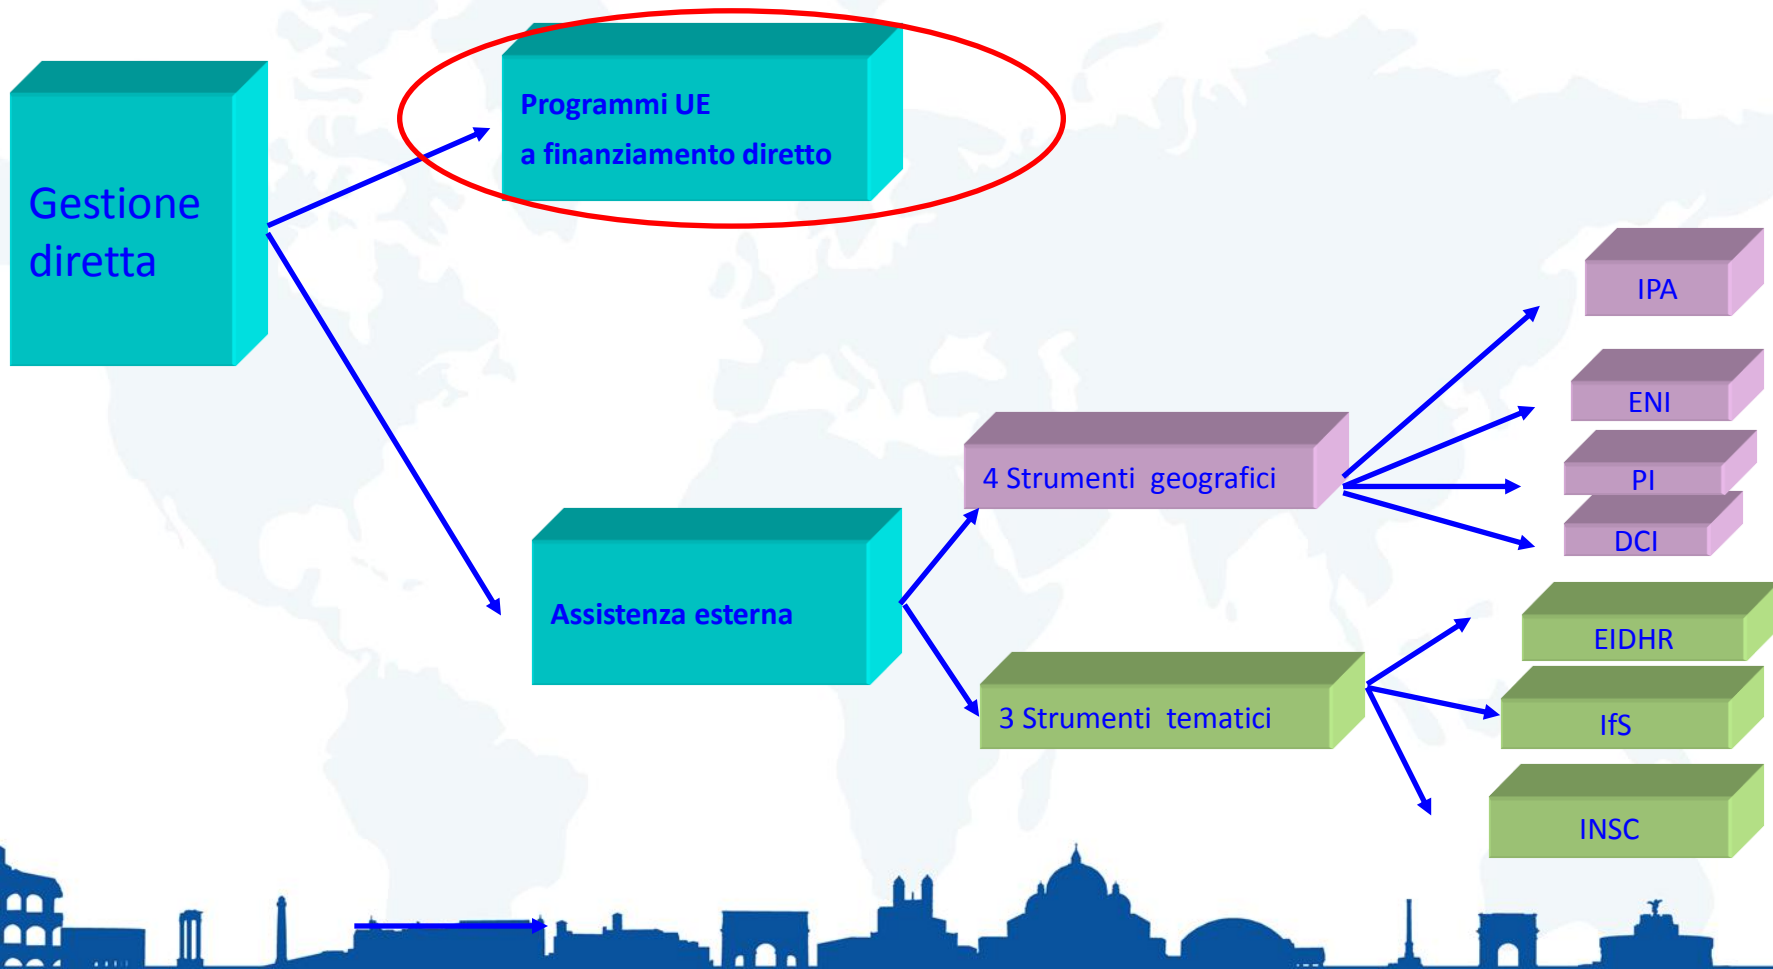 Programmi UE
a finanziamento diretto
Gestione
diretta
IPA
ENI
4 Strumenti geografici
PI
DCI
Assistenza esterna
EIDHR
3 Strumenti tematici
IfS
INSC